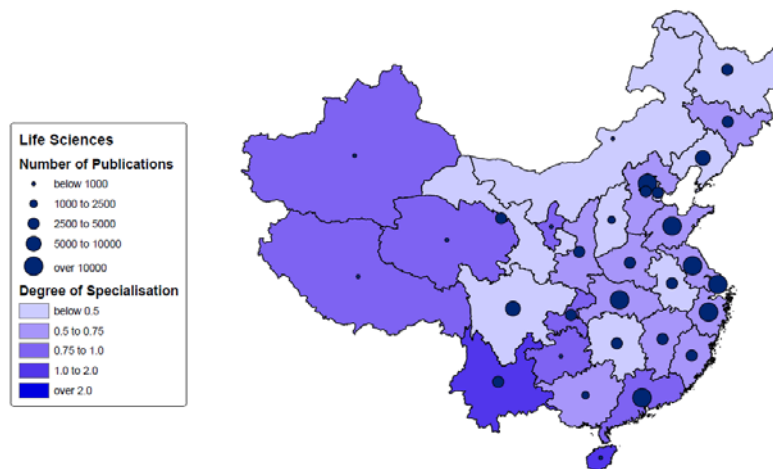 Life Sciences
Number of Publications
below 1000
1000 to 2500
2500 to 5000
5000 to 10000
over 10000
Degree of Specialisation
below 0.5
0.5 to 0.75
0.75 to 1.0
1.0 to 2.0
over 2.0